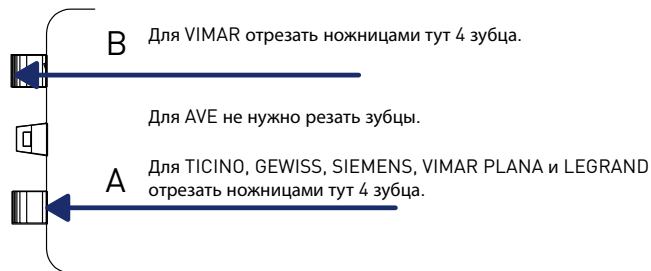 B
Для VIMAR отрезать ножницами тут 4 зубца.
Для AVE не нужно резать зубцы.
A
Для TICINO, GEWISS, SIEMENS, VIMAR PLANA и LEGRAND
отрезать ножницами тут 4 зубца.